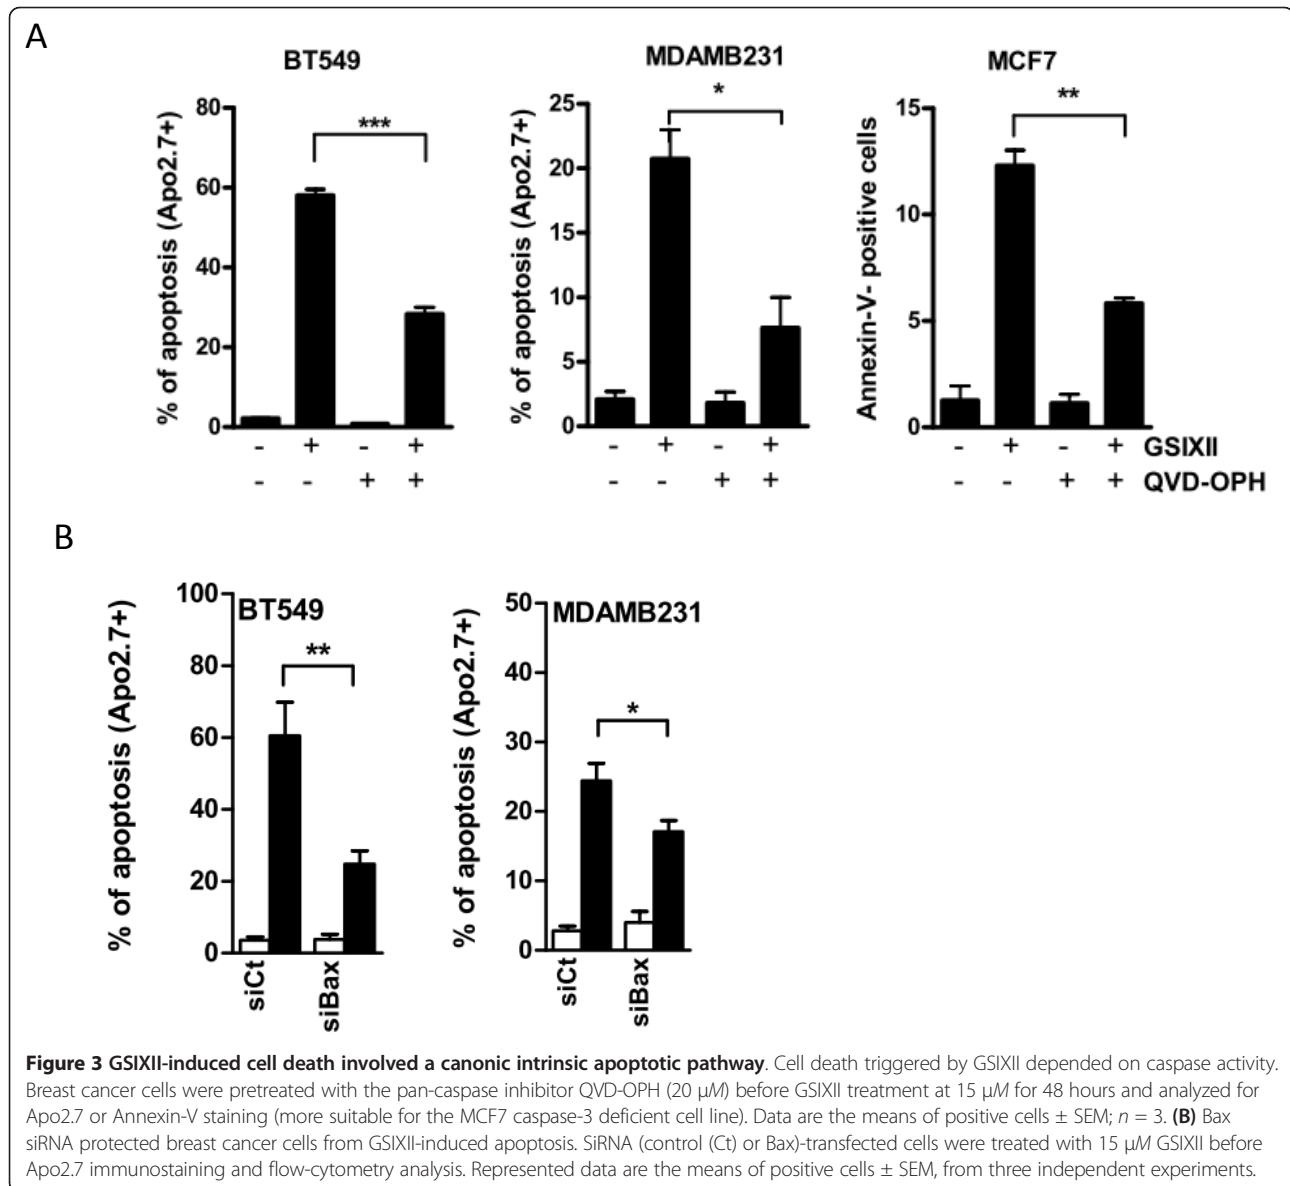 A
BT549
MDAMB231
MCF7
% of apoptosis (Apo2.7+)
80
60
40
20
0
***
% of apoptosis (Apo2.7+)
25
20
15
10
5
0
*
Annexin-V- positive cells
15
10
5
0
**
- + - + - + - + - + - + GSIXII
- - + + - - + + - - + + QVD-OPH
B
BT549
% of apoptosis (Apo2.7+)
100
80
60
40
20
0
**
siCt
siBax
MDAMB231
% of apoptosis (Apo2.7+)
50
40
30
20
10
0
*
siCt
siBax
Figure 3 GSIXII-induced cell death involved a canonic intrinsic apoptotic pathway. Cell death triggered by GSIXII depended on caspase activity.
Breast cancer cells were pretreated with the pan-caspase inhibitor QVD-OPH (20 μM) before GSIXII treatment at 15 μM for 48 hours and analyzed for
Apo2.7 or Annexin-V staining (more suitable for the MCF7 caspase-3 deficient cell line). Data are the means of positive cells ± SEM; n = 3. (B) Bax
siRNA protected breast cancer cells from GSIXII-induced apoptosis. SiRNA (control (Ct) or Bax)-transfected cells were treated with 15 μM GSIXII before
Apo2.7 immunostaining and flow-cytometry analysis. Represented data are the means of positive cells ± SEM, from three independent experiments.